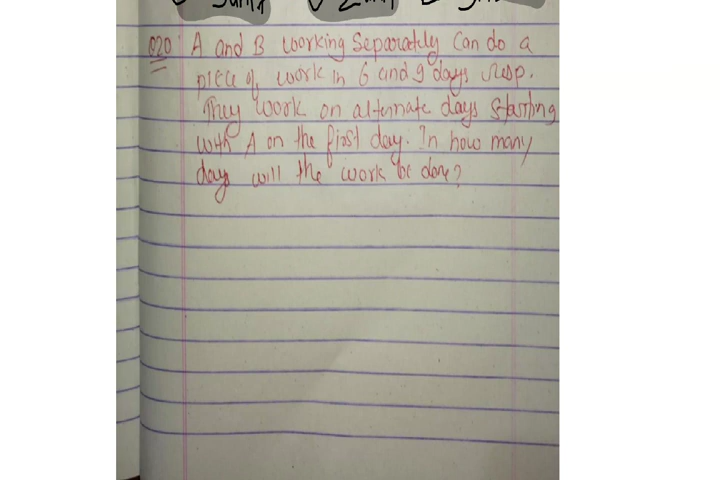 Q20 A and B working Separately Can do a
piece of work in 6 and 9 days resp.
They work on alternate days starting
with A on the first day. In how many
days will the work be done?